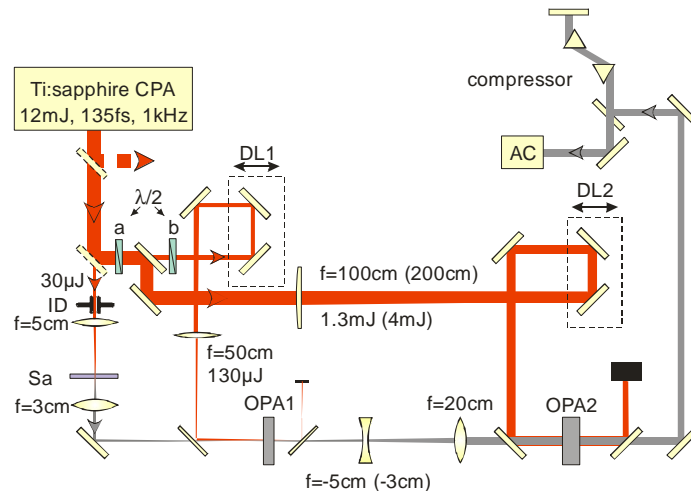 Ti:sapphire CPA
12mJ, 135fs, 1kHz
compressor
AC
DL1
DL2
λ/2
a
b
30µJ
ID
f=5cm
f=100cm (200cm)
1.3mJ (4mJ)
f=50cm
130µJ
Sa
f=3cm
OPA1
f=20cm
OPA2
f=-5cm (-3cm)